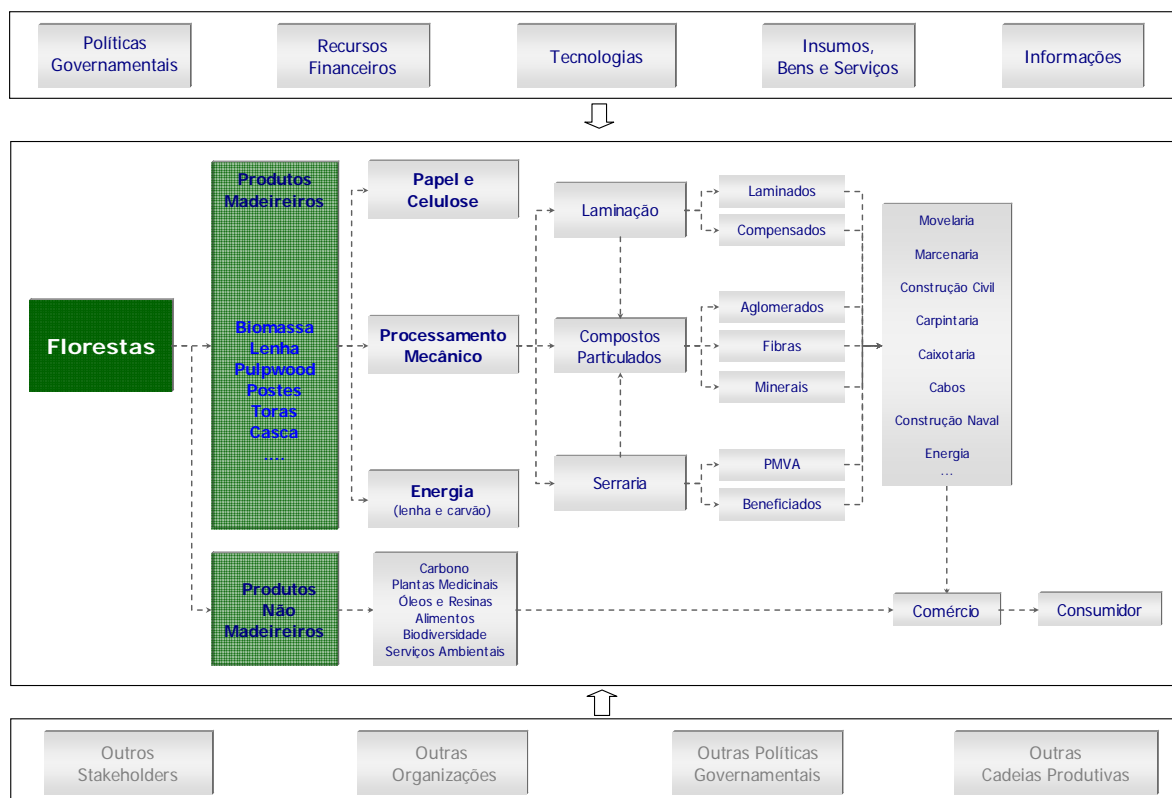 Políticas
Governamentais
Recursos
Financeiros
Tecnologias
Insumos,
Bens e Serviços
Informações
Florestas
Produtos
Madeireiros
Biomassa
Lenha
Pulpwood
Postes
Toras
Casca
....
Produtos
Não
Madeireiros
Papel e
Celulose
Processamento
Mecânico
Energia
(lenha e carvão)
Carbono
Plantas Medicinais
Óleos e Resinas
Alimentos
Biodiversidade
Serviços Ambientais
Laminação
Compostos
Particulados
Serraria
Laminados
Compensados
Aglomerados
Fibras
Minerais
PMVA
Beneficiados
Movelaria
Marcenaria
Construção Civil
Carpintaria
Caixotaria
Cabos
Construção Naval
Energia
...
Comércio
Consumidor
Outros
Stakeholders
Outras
Organizações
Outras Políticas
Governamentais
Outras
Cadeias Produtivas